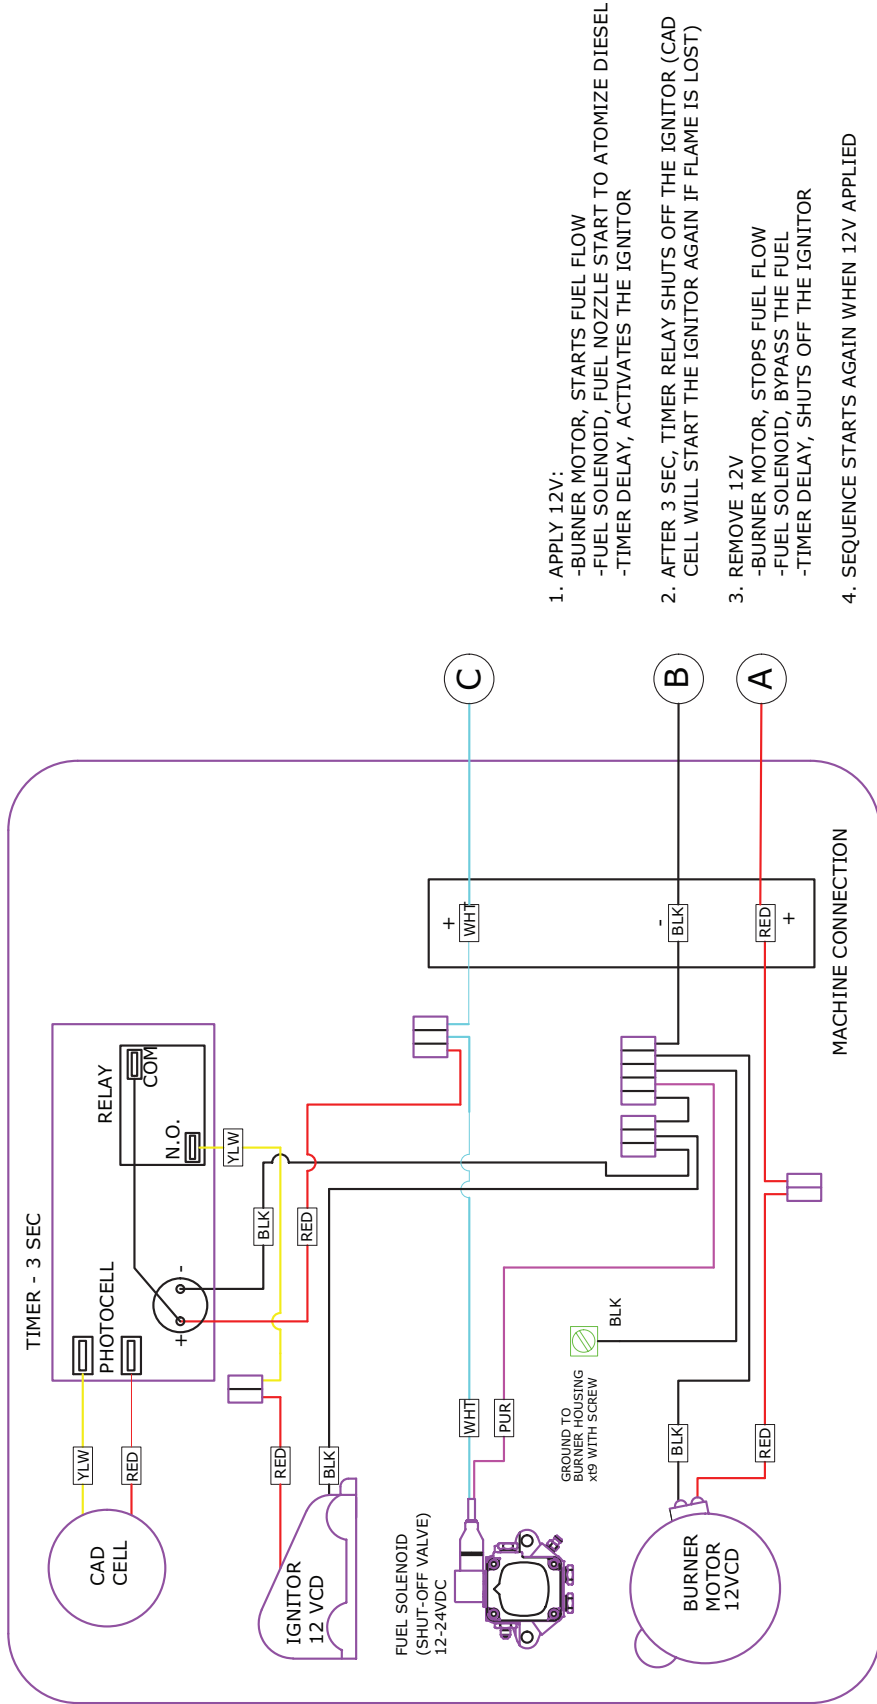 TIMER - 3 SEC
RELAY
COM
N.O.
PHOTOCELL
+
-
YLW
BLK
RED
YLW
RED
CAD
CELL
RED
BLK
IGNITOR
12 VCD
WHT
PUR
FUEL SOLENOID
(SHUT-OFF VALVE)
12-24VDC
GROUND TO
BURNER HOUSING
xt9 WITH SCREW
BLK
BLK
RED
BURNER
MOTOR
12VCD
+
WHT
-
BLK
RED
+
MACHINE CONNECTION
C
B
A
1. APPLY 12V:
-BURNER MOTOR, STARTS FUEL FLOW
-FUEL SOLENOID, FUEL NOZZLE START TO ATOMIZE DIESEL
-TIMER DELAY, ACTIVATES THE IGNITOR
2. AFTER 3 SEC, TIMER RELAY SHUTS OFF THE IGNITOR (CAD
CELL WILL START THE IGNITOR AGAIN IF FLAME IS LOST)
3. REMOVE 12V
-BURNER MOTOR, STOPS FUEL FLOW
-FUEL SOLENOID, BYPASS THE FUEL
-TIMER DELAY, SHUTS OFF THE IGNITOR
4. SEQUENCE STARTS AGAIN WHEN 12V APPLIED